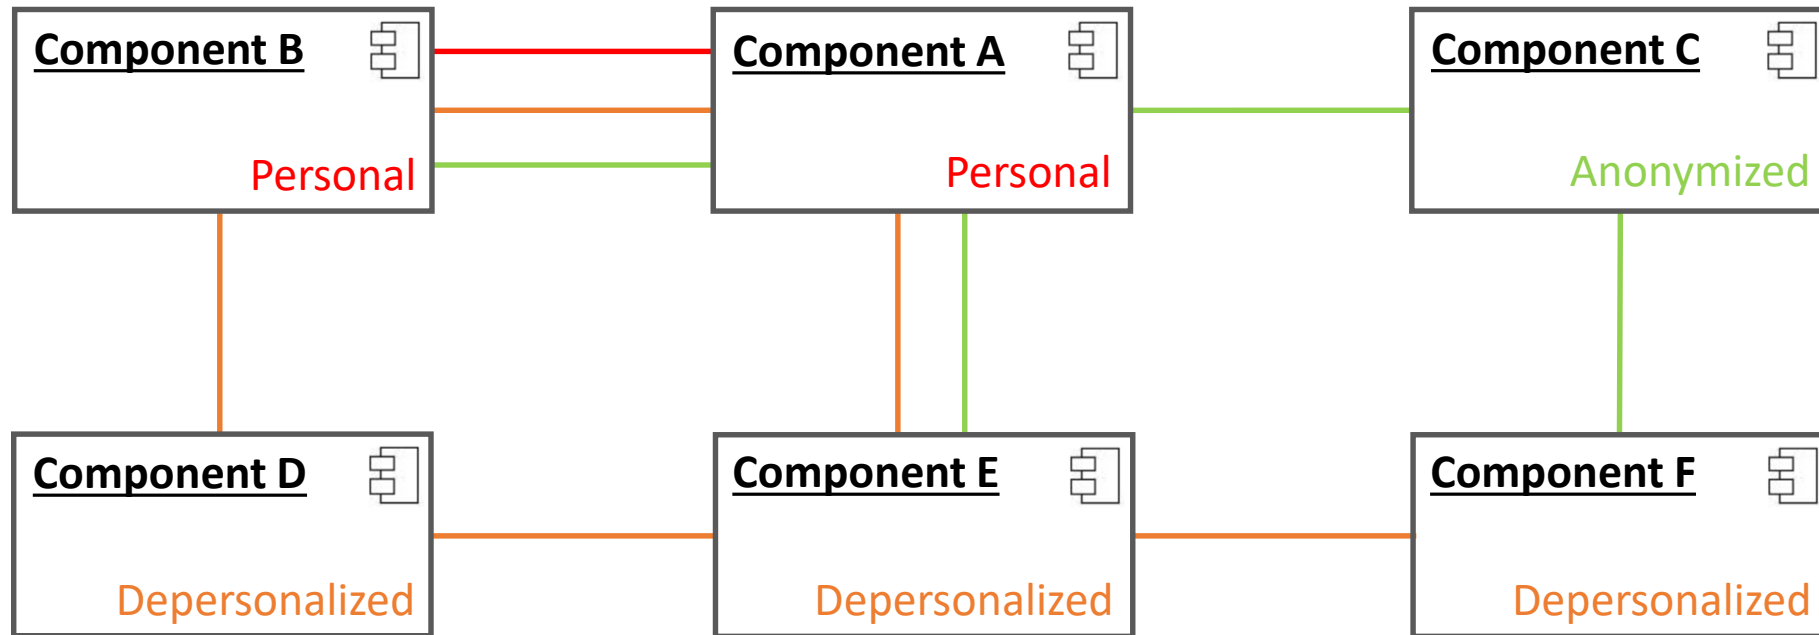 Component B
Personal
Component A
Personal
Component C
Anonymized
Component D
Depersonalized
Component E
Depersonalized
Component F
Depersonalized